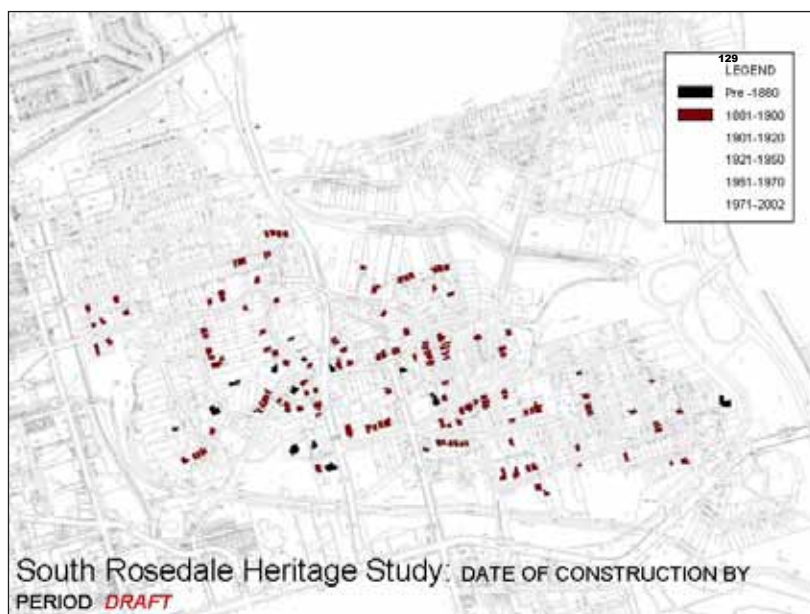 129
LEGEND
Pre -1880
1881-1900
1901-1920
1921-1950
1951-1970
1971-2002
South Rosedale Heritage Study: DATE OF CONSTRUCTION BY
PERIOD DRAFT